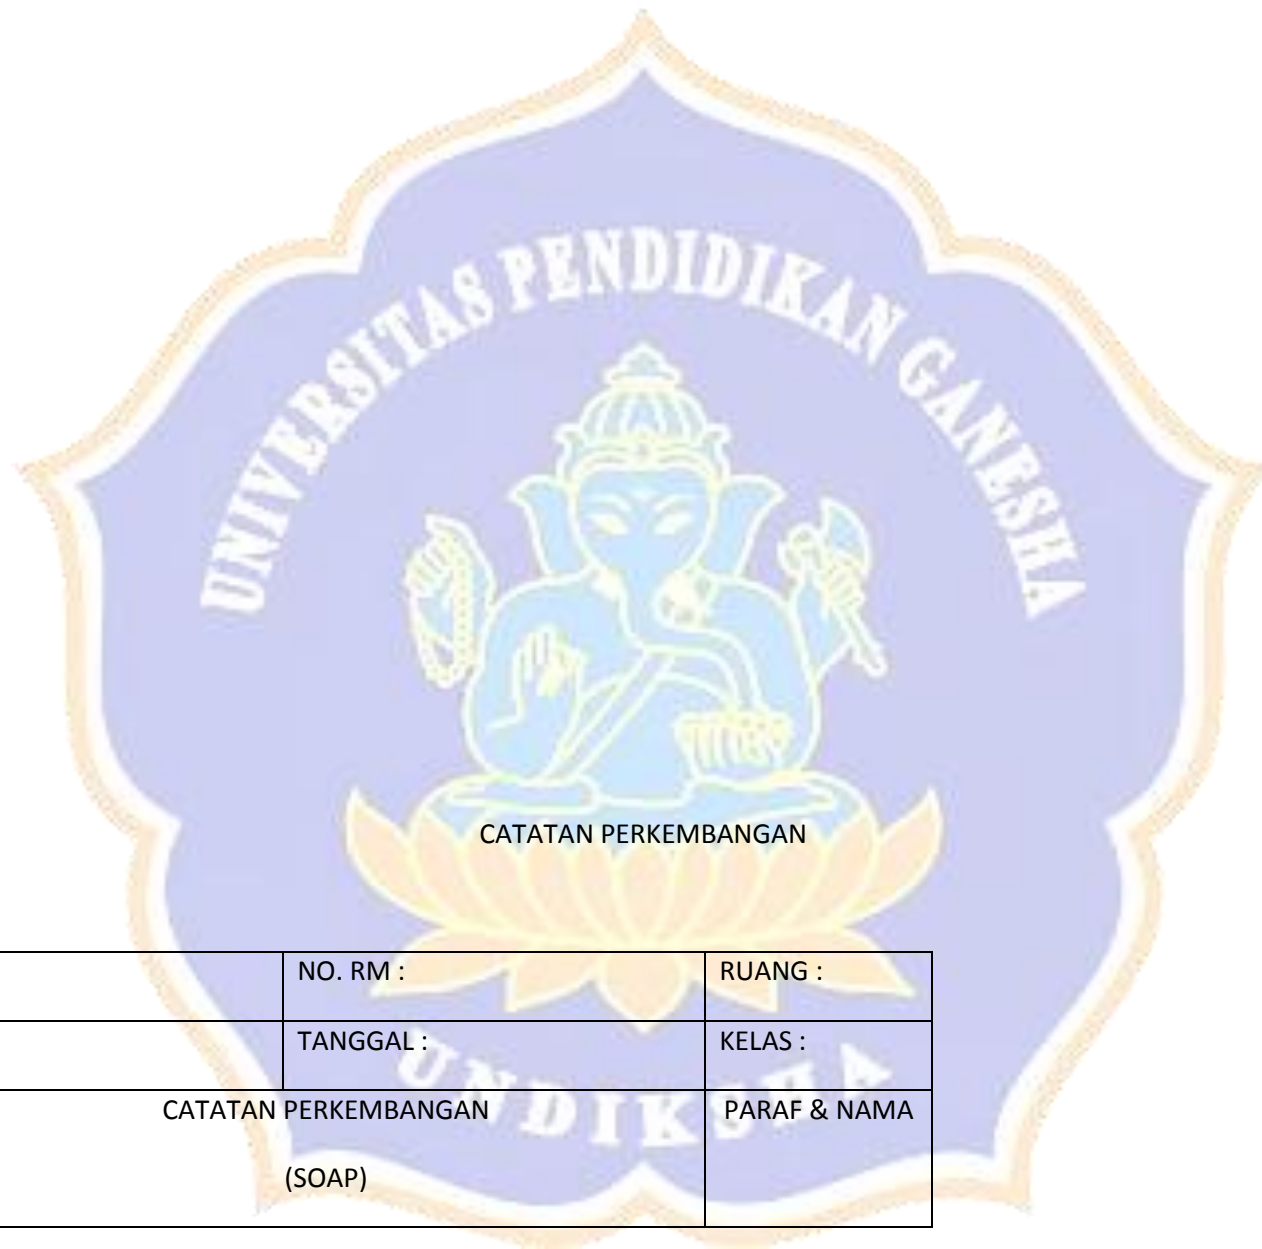 UNIVERSITAS PENDIDIKAN GANESHA
CATATAN PERKEMBANGAN
NO. RM : RUANG :
TANGGAL : KELAS :
UNDIKSHA
CATATAN PERKEMBANGAN PARAF & NAMA
(SOAP)